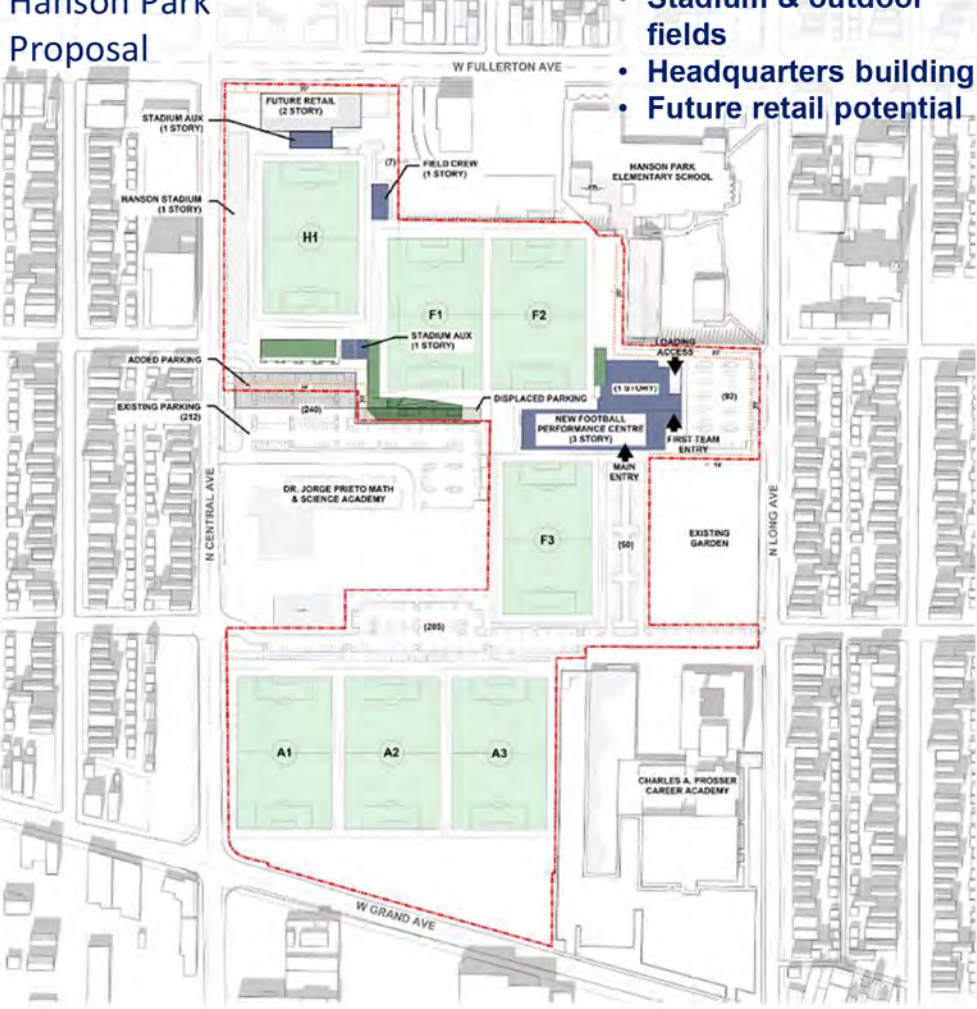 Hanson Park
Proposal
• Stadium & outdoor
fields
• Headquarters building
• Future retail potential
W FULLERTON AVE
FUTURE RETAIL
(2 STORY)
STADIUM AUX
(1 STORY)
FIELD CREW
(1 STORY)
(7)
HANSON PARK
ELEMENTARY SCHOOL
HANSON STADIUM
(1 STORY)
H1
F1
F2
STADIUM AUX
(1 STORY)
LOADING
ACCESS
ADDED PARKING
(1 STORY)
(92)
DISPLACED PARKING
EXISTING PARKING
(212)
(240)
NEW FOOTBALL
PERFORMANCE CENTRE
(3 STORY)
FIRST TEAM
ENTRY
MAIN
ENTRY
DR. JORGE PRIETO MATH
& SCIENCE ACADEMY
N CENTRAL AVE
F3
(50)
EXISTING
GARDEN
N LONG AVE
(205)
A1
A2
A3
CHARLES A. PROSSER
CAREER ACADEMY
W GRAND AVE